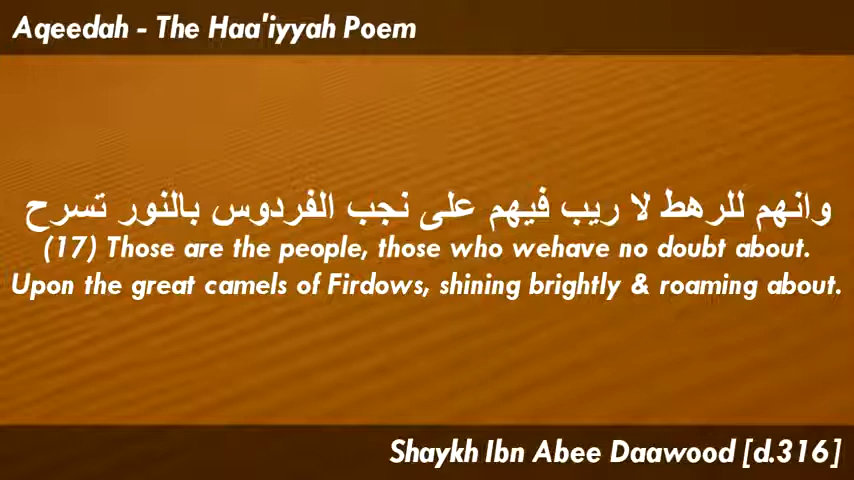 Aqeedah - The Haa'iyyah Poem
وانهم للرهط لا ريب فيهم على نجب الفردوس بالنور تسرح
(17) Those are the people, those who wehave no doubt about.
Upon the great camels of Firdows, shining brightly & roaming about.
Shaykh Ibn Abee Daawood [d.316]